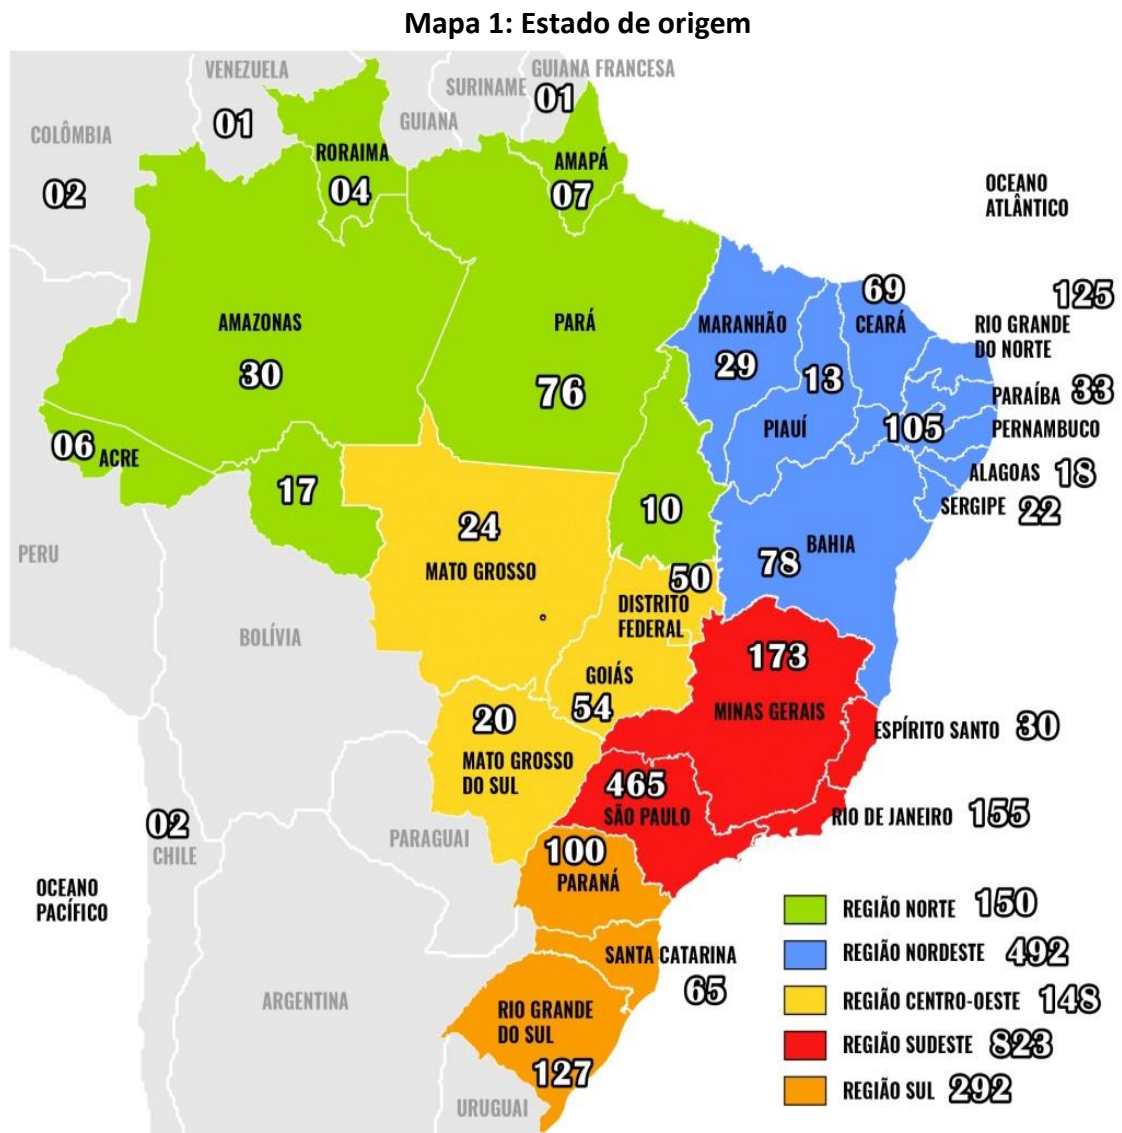 Mapa 1: Estado de origem
VENEZUELA
01
SURINAME
GUIANA FRANCESA
01
GUIANA
COLÔMBIA
02
RORAIMA
04
AMAPÁ
07
OCEANO
ATLÂNTICO
AMAZONAS
30
PARÁ
76
MARANHÃO
29
13
PIAUÍ
69
CEARÁ
125
RIO GRANDE
DO NORTE
PARAÍBA 33
105
PERNAMBUCO
ALAGOAS 18
SERGIPE 22
06 ACRE
17
10
PERU
24
MATO GROSSO
78
BAHIA
50
DISTRITO
FEDERAL
BOLÍVIA
GOIÁS
54
173
MINAS GERAIS
ESPÍRITO SANTO 30
20
MATO GROSSO
DO SUL
465
SÃO PAULO
RIO DE JANEIRO 155
02
CHILE
PARAGUAI
100
PARANÁ
OCEANO
PACÍFICO
SANTA CATARINA
65
ARGENTINA
RIO GRANDE
DO SUL
127
URUGUAI
REGIÃO NORTE 150
REGIÃO NORDESTE 492
REGIÃO CENTRO-OESTE 148
REGIÃO SUDESTE 823
REGIÃO SUL 292